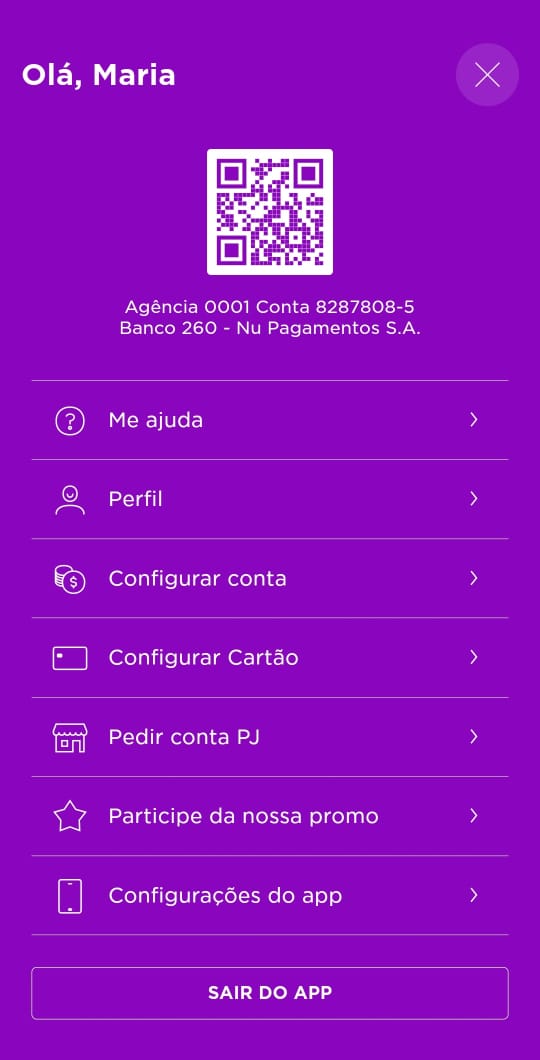 Olá, Maria
Agência 0001 Conta 8287808-5
Banco 260 - Nu Pagamentos S.A.
Me ajuda
Perfil
Configurar conta
Configurar Cartão
Pedir conta PJ
Participe da nossa promo
Configurações do app
SAIR DO APP